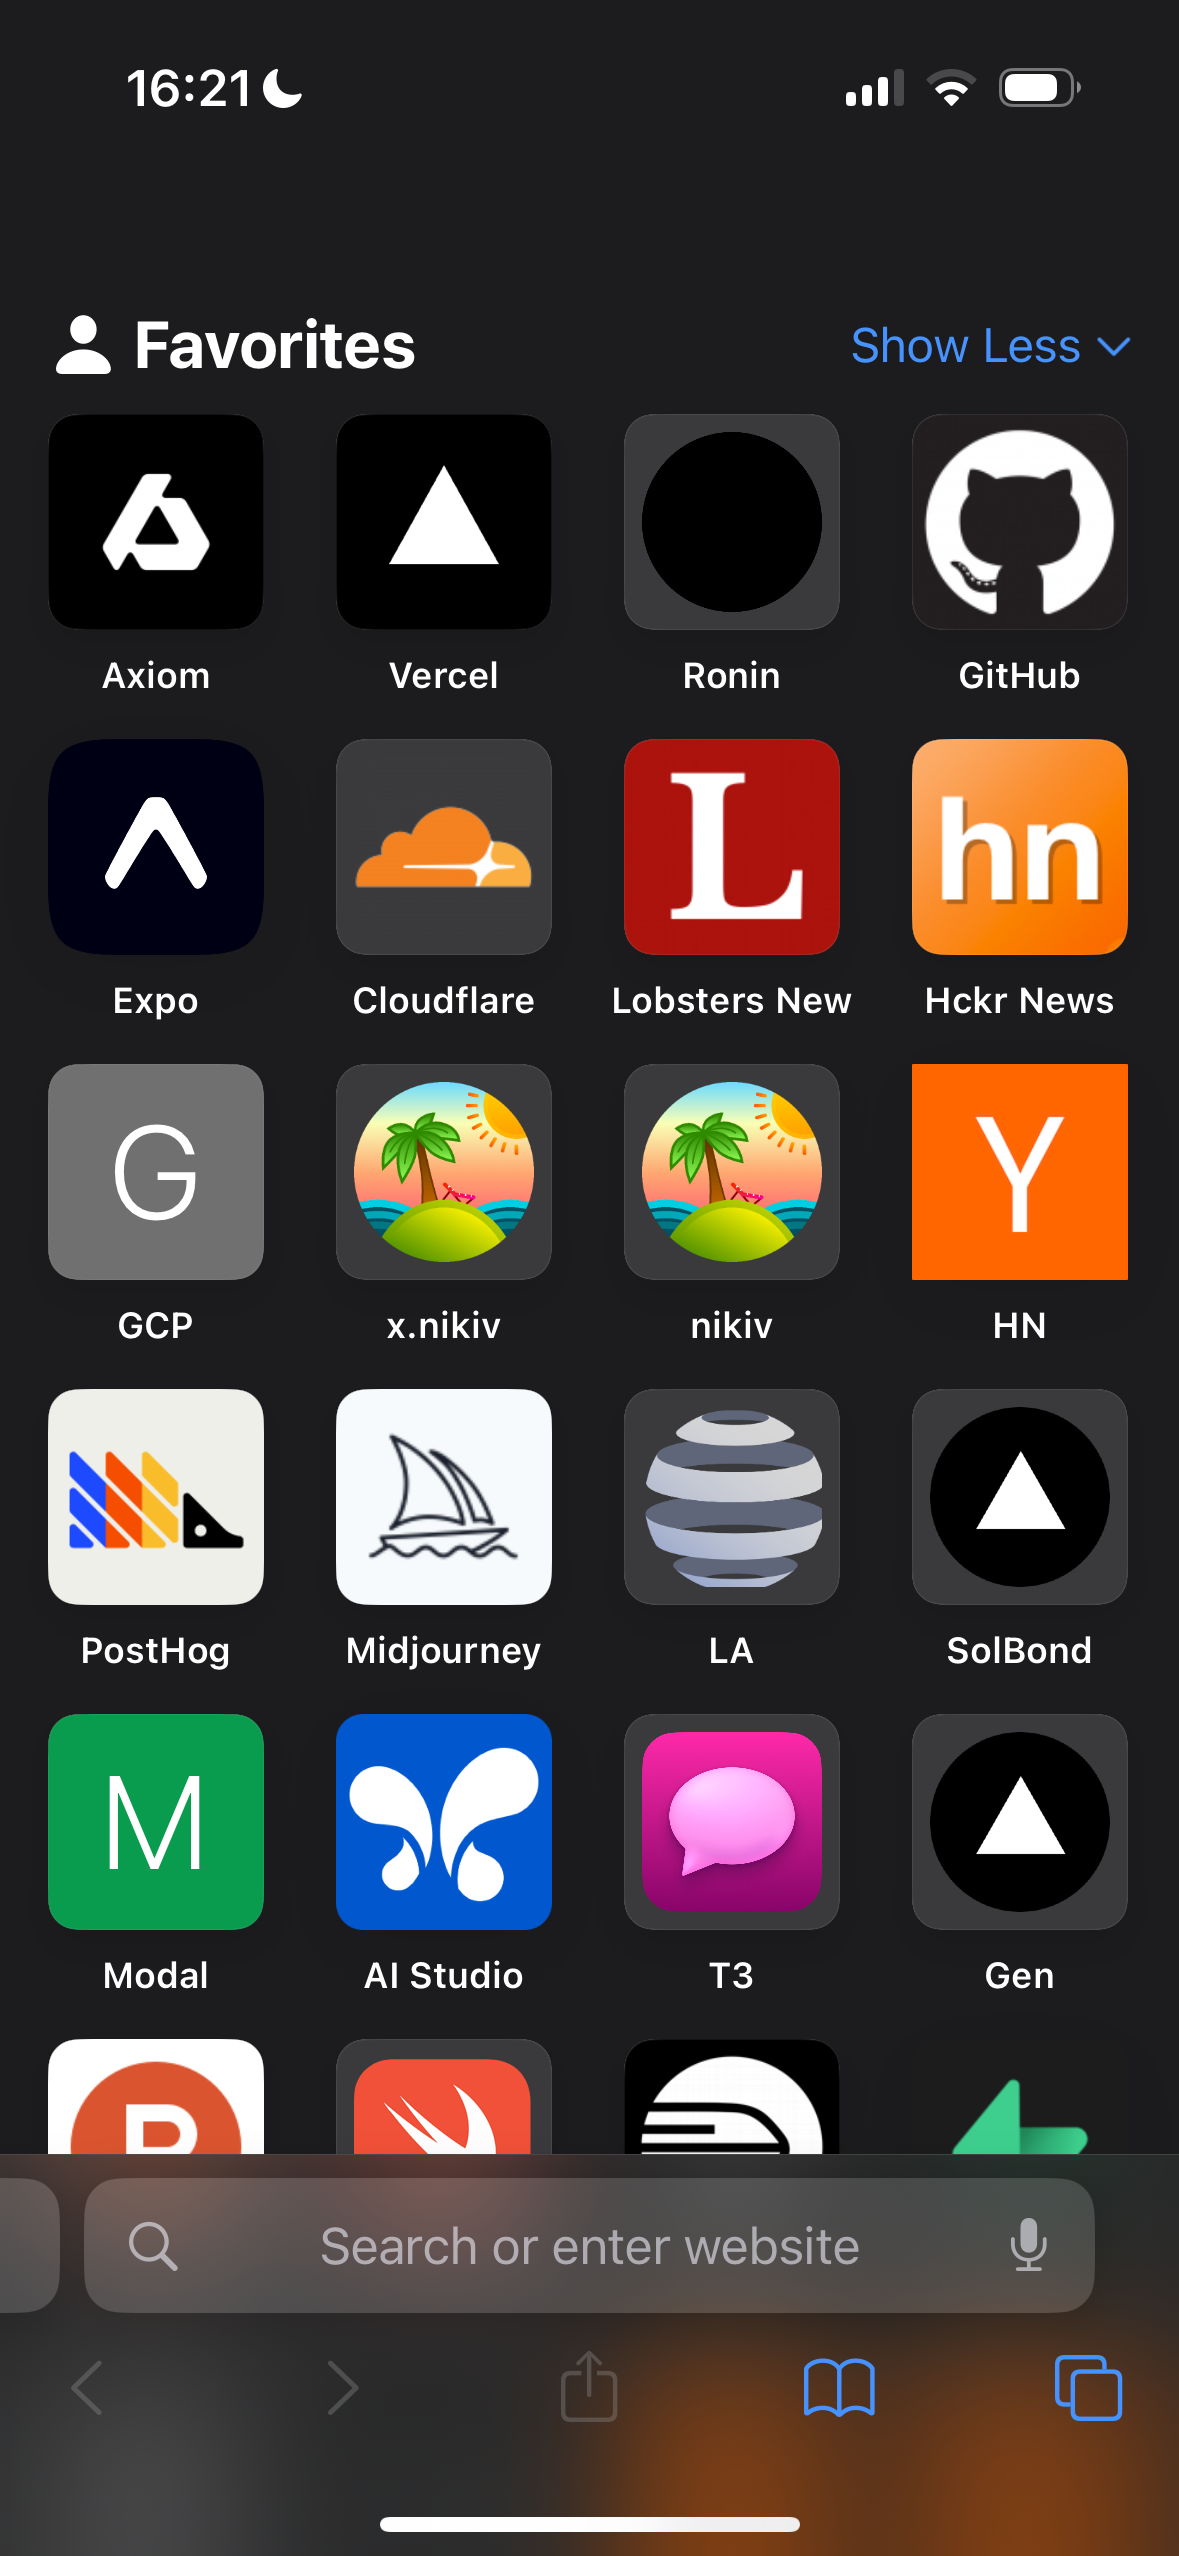 16:21
Favorites
Show Less
Axiom
Vercel
Ronin
GitHub
L
hn
Expo
Cloudflare
Lobsters New
Hckr News
G
Y
GCP
x.nikiv
nikiv
HN
PostHog
Midjourney
LA
SolBond
M
Modal
AI Studio
T3
Gen
Search or enter website